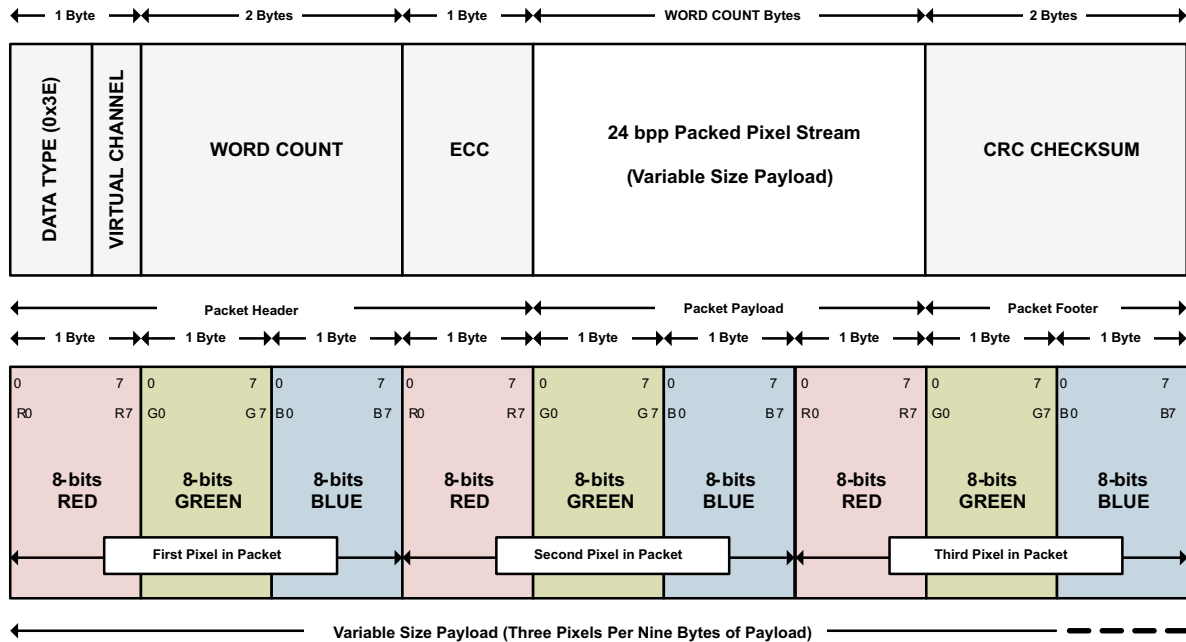 1 Byte 2 Bytes 1 Byte WORD COUNT Bytes 2 Bytes
DATA TYPE (0x3E)
VIRTUAL CHANNEL
WORD COUNT
ECC
24 bpp Packed Pixel Stream
(Variable Size Payload)
CRC CHECKSUM
Packet Header Packet Payload Packet Footer
1 Byte 1 Byte 1 Byte 1 Byte 1 Byte 1 Byte 1 Byte 1 Byte 1 Byte
0 7 0 7 0 7 0 7 0 7 0 7 0 7 0 7 0 7
R0 R7 G0 G7 B0 B7 R0 R7 G0 G7 B0 B7 R0 R7 G0 G7 B0 B7
8-bits 8-bits 8-bits 8-bits 8-bits 8-bits 8-bits 8-bits 8-bits
RED GREEN BLUE RED GREEN BLUE RED GREEN BLUE
First Pixel in Packet Second Pixel in Packet Third Pixel in Packet
Variable Size Payload (Three Pixels Per Nine Bytes of Payload)